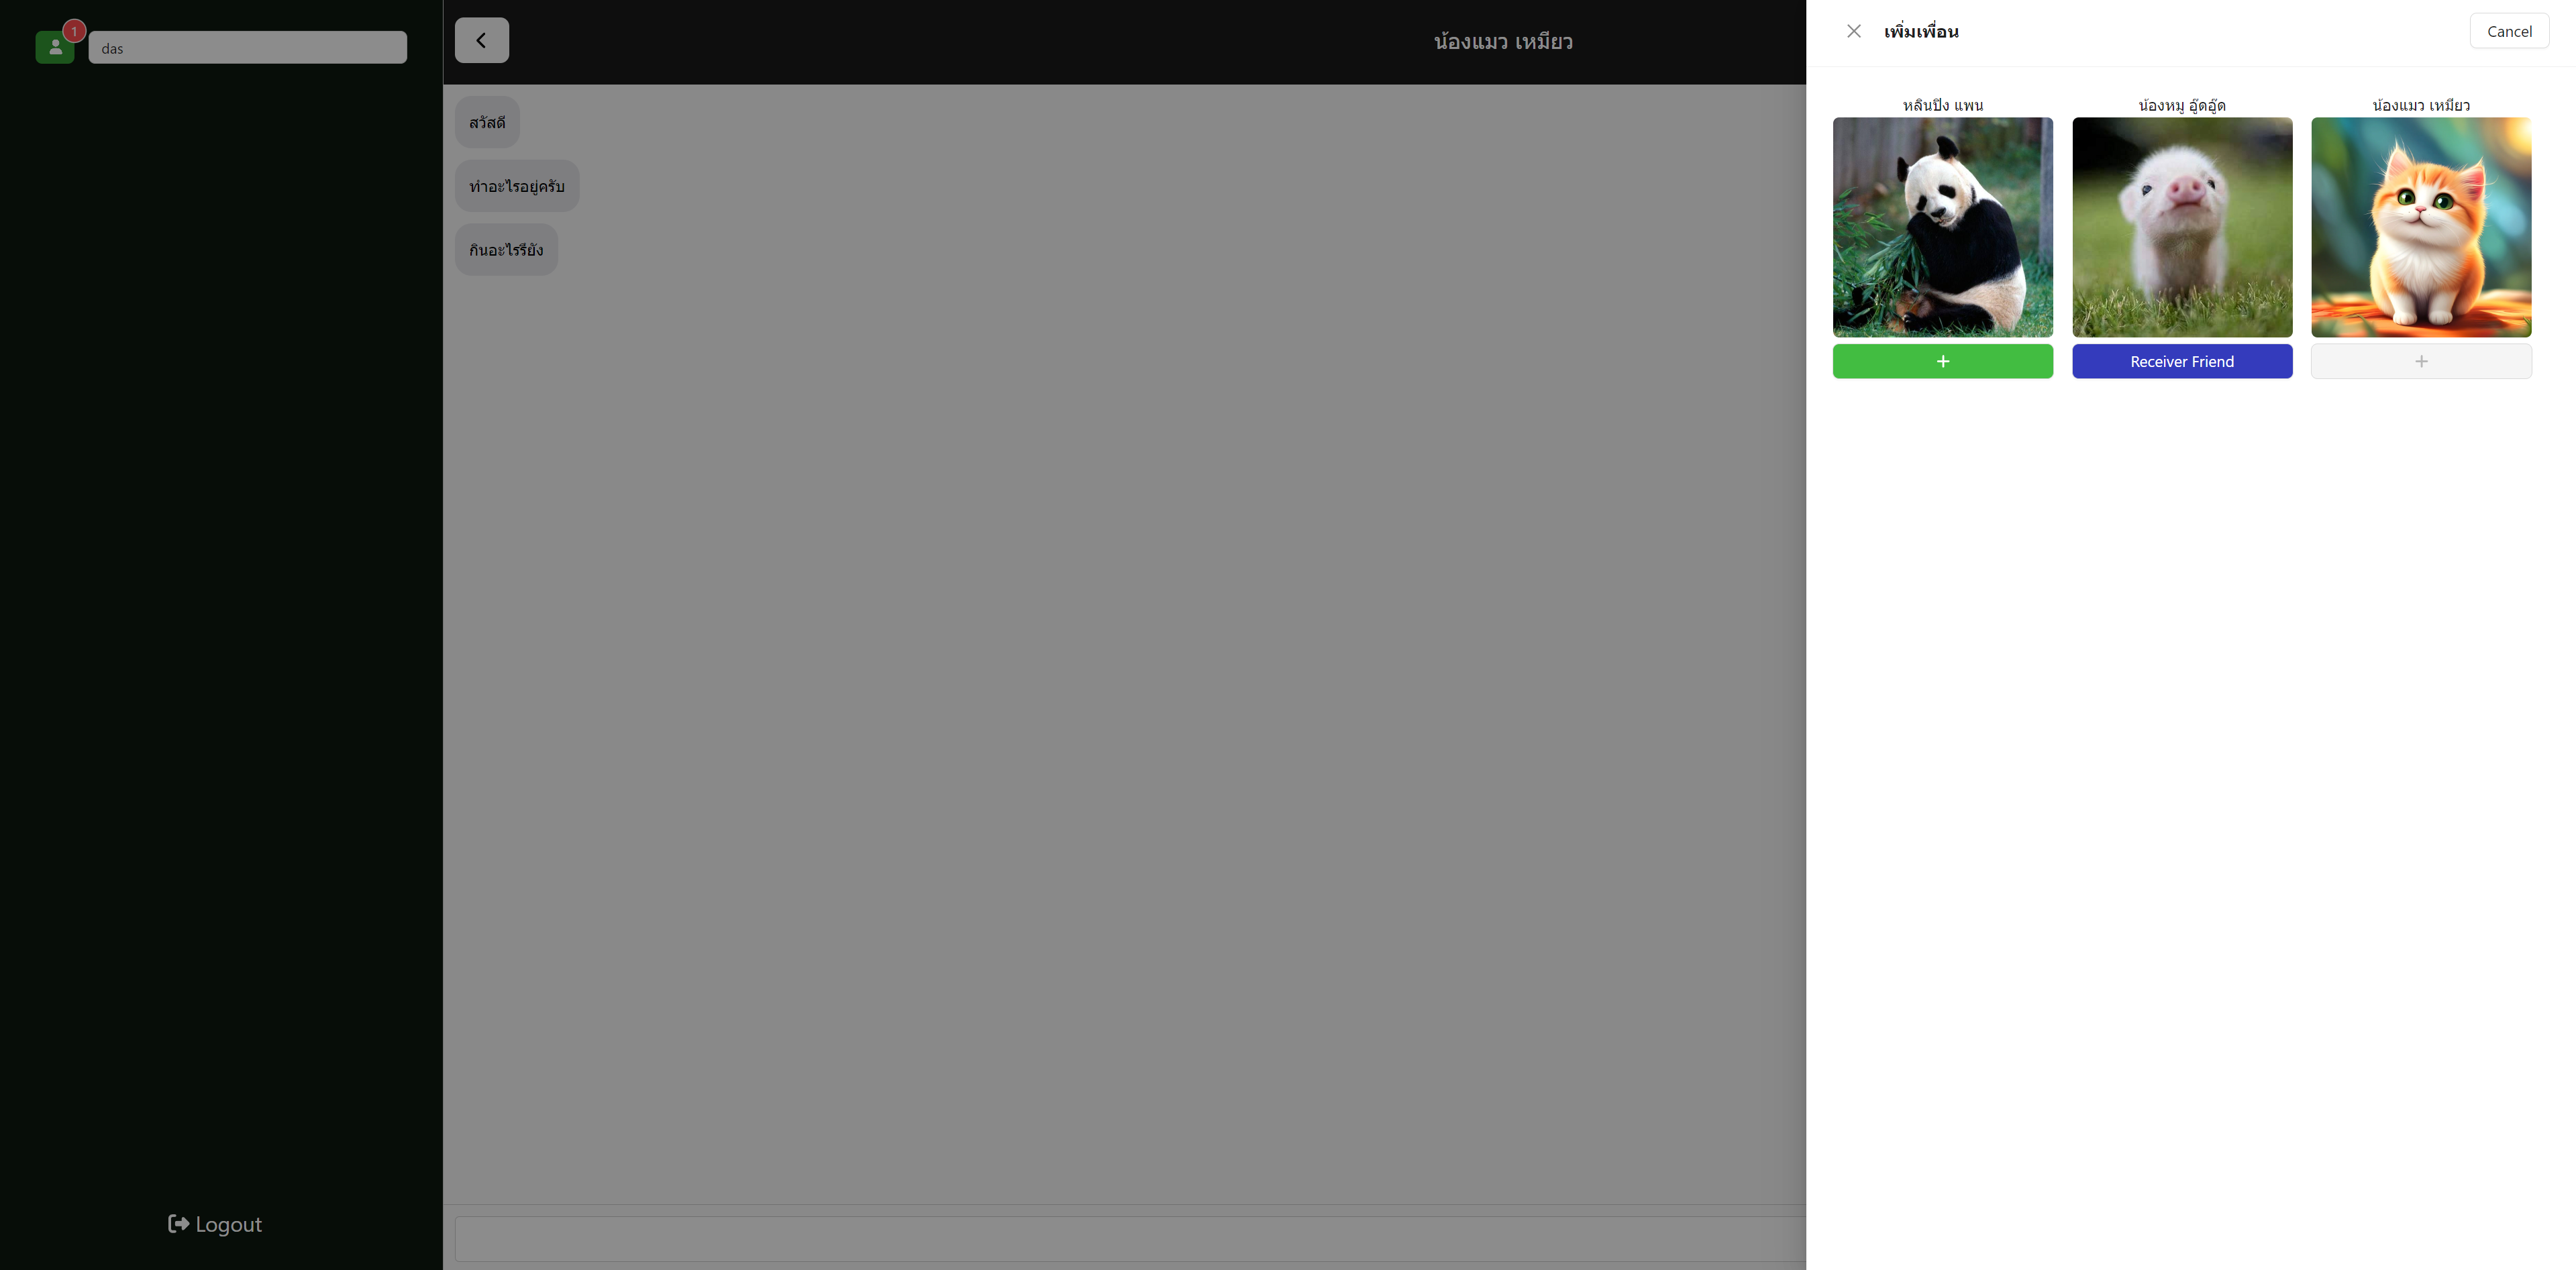 1
das
Logout
น้องแมว เหมียว
สวัสดี
ทำอะไรอยู่ครับ
กินอะไรรึยัง
เพิ่มเพื่อน
Cancel
หลินปิง แพน
น้องหมู อู๊ดอู๊ด
น้องแมว เหมียว
Receiver Friend